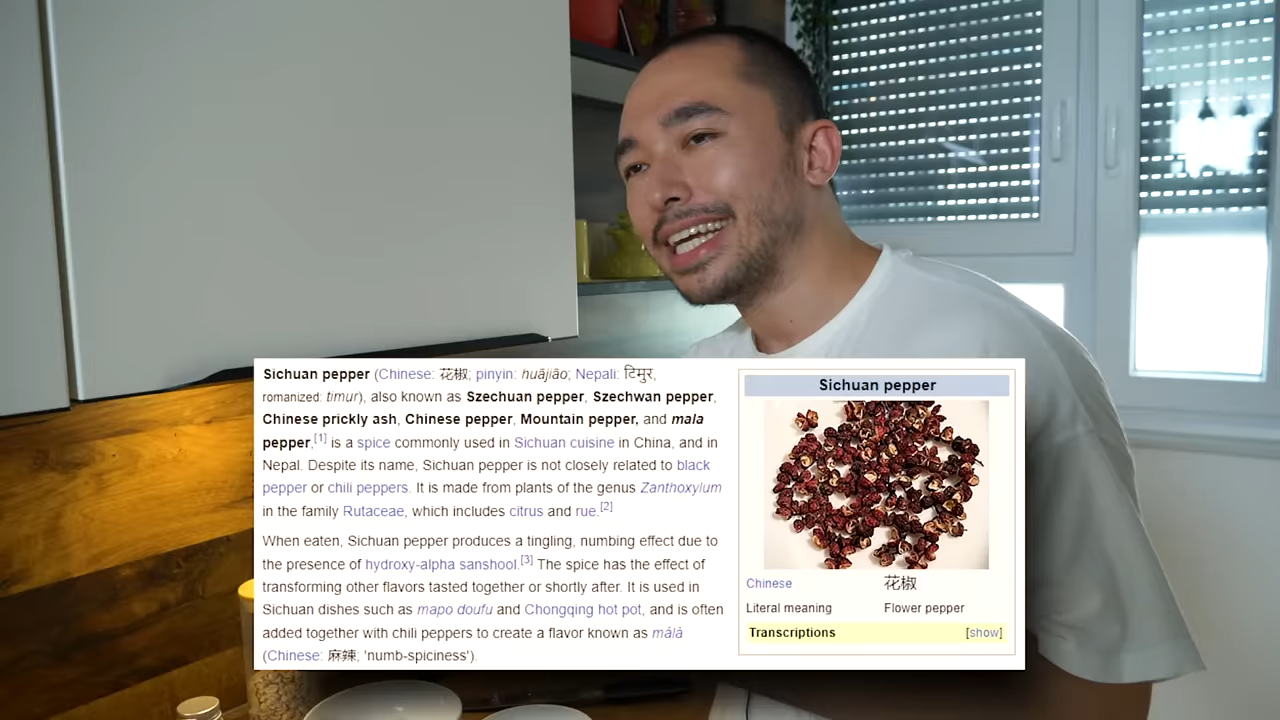 Sichuan pepper (Chinese: 花椒; pinyin: huājiāo; Nepali: टिमुर,
romanized: timur), also known as Szechuan pepper, Szechwan pepper,
Chinese prickly ash, Chinese pepper, Mountain pepper, and mala
pepper,[1] is a spice commonly used in Sichuan cuisine in China, and in
Nepal. Despite its name, Sichuan pepper is not closely related to black
pepper or chili peppers. It is made from plants of the genus Zanthoxylum
in the family Rutaceae, which includes citrus and rue.[2]
When eaten, Sichuan pepper produces a tingling, numbing effect due to
the presence of hydroxy-alpha sanshool.[3] The spice has the effect of
transforming other flavors tasted together or shortly after. It is used in
Sichuan dishes such as mapo doufu and Chongqing hot pot, and is often
added together with chili peppers to create a flavor known as málà
(Chinese: 麻辣; 'numb-spiciness').
Sichuan pepper
Chinese 花椒
Literal meaning Flower pepper
Transcriptions [show]